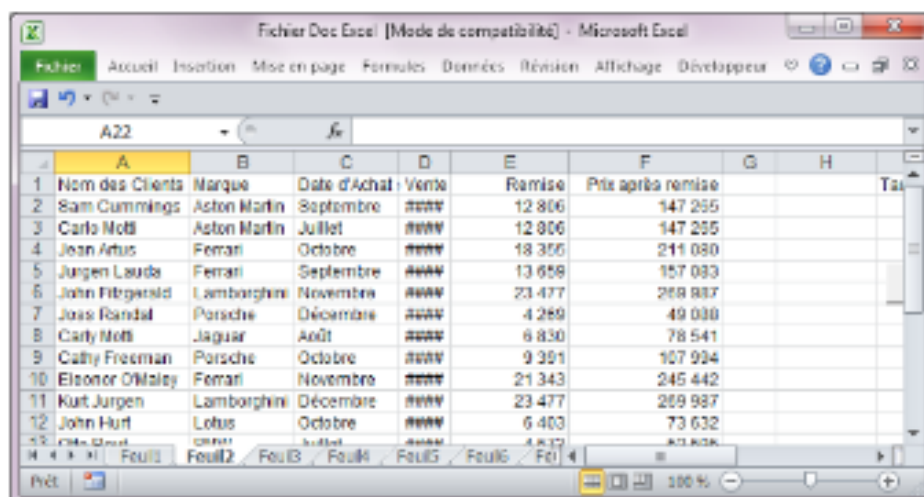 Fichier Doc Excel [Mode de compatibilité] - Microsoft Excel
Fichier Accueil Insertion Mise en page Formules Données Révision Affichage Développeur
A22 fx
A B C D E F G H
1 Nom des Clients Marque Date d'Achat Vente Remise Prix après remise
2 Sam Cummings Aston Martin Septembre #### 12 806 147 265
3 Carlo Motti Aston Martin Juillet #### 12 806 147 265
4 Jean Artus Ferrari Octobre #### 18 355 211 080
5 Jurgen Lauda Ferrari Septembre #### 13 659 157 083
6 John Fitzgerald Lamborghini Novembre #### 23 477 269 987
7 Joss Randal Porsche Décembre #### 4 269
8 Carly Motti Jaguar Août #### 6 830 78 541
9 Cathy Freeman Porsche Octobre #### 9 391 107 994
10 Eleonor O'Maley Ferrari Novembre #### 21 343 245 442
11 Kurt Jurgen Lamborghini Décembre #### 23 477 269 987
12 John Hurt Lotus Octobre #### 6 403 73 632
13 Juillet ####
Feuil1 Feuil2 Feuil3 Feuil4 Feuil5 Feuil6
Prêt 100 %